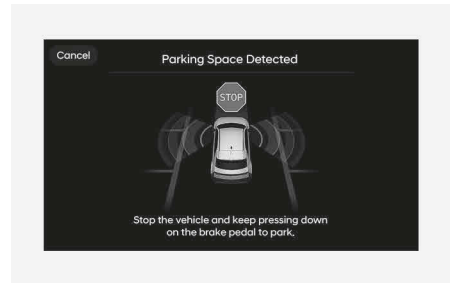 Cancel
Parking Space Detected
STOP
Stop the vehicle and keep pressing down
on the brake pedal to park.